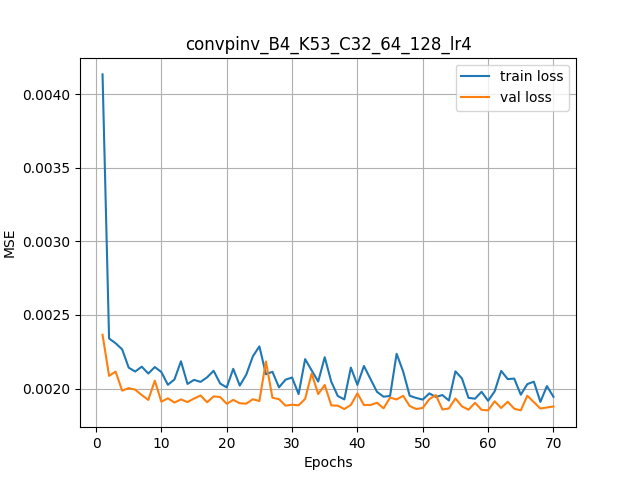 convpinv_B4_K53_C32_64_128_lr4
train loss
val loss
MSE
0.0040
0.0035
0.0030
0.0025
0.0020
0 10 20 30 40 50 60 70
Epochs